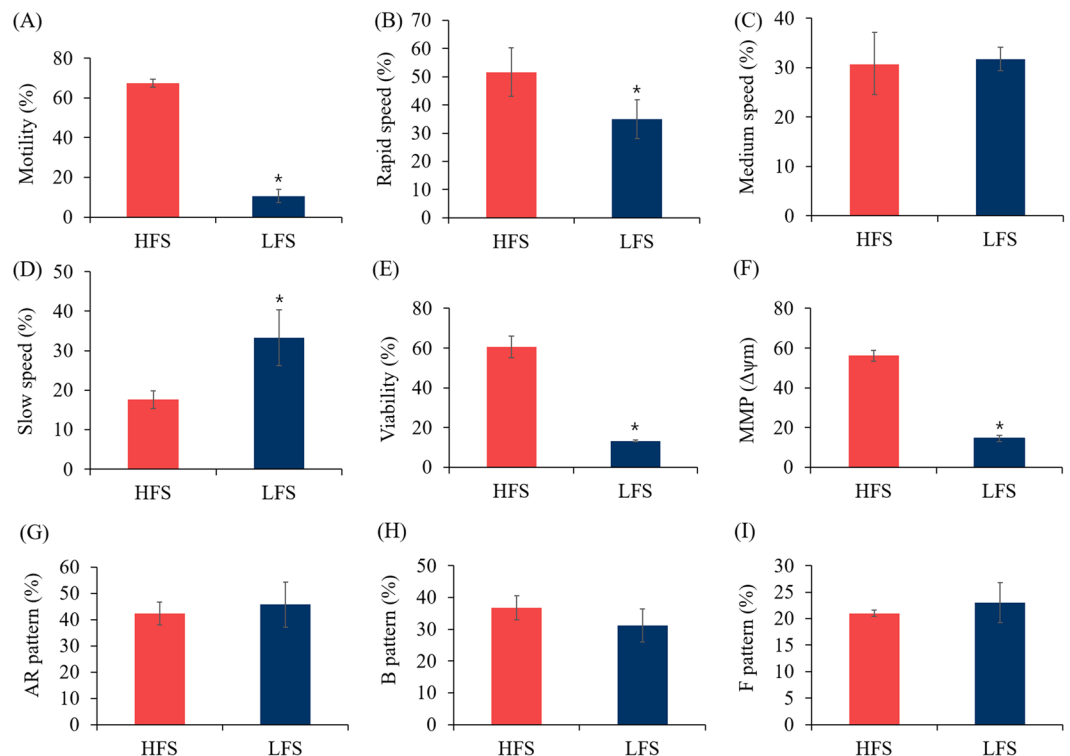 (A)
Motility (%)
80
60
40
20
0
HFS LFS
*
(B)
Rapid speed (%)
70
60
50
40
30
20
10
0
HFS LFS
*
(C)
Medium speed (%)
40
30
20
10
0
HFS LFS
(D)
Slow speed (%)
50
40
30
20
10
0
HFS LFS
*
(E)
Viability (%)
80
60
40
20
0
HFS LFS
*
(F)
MMP (Δψm)
80
60
40
20
0
HFS LFS
*
(G)
AR pattern (%)
60
50
40
30
20
10
0
HFS LFS
(H)
B pattern (%)
50
40
30
20
10
0
HFS LFS
(I)
F pattern (%)
30
25
20
15
10
5
0
HFS LFS